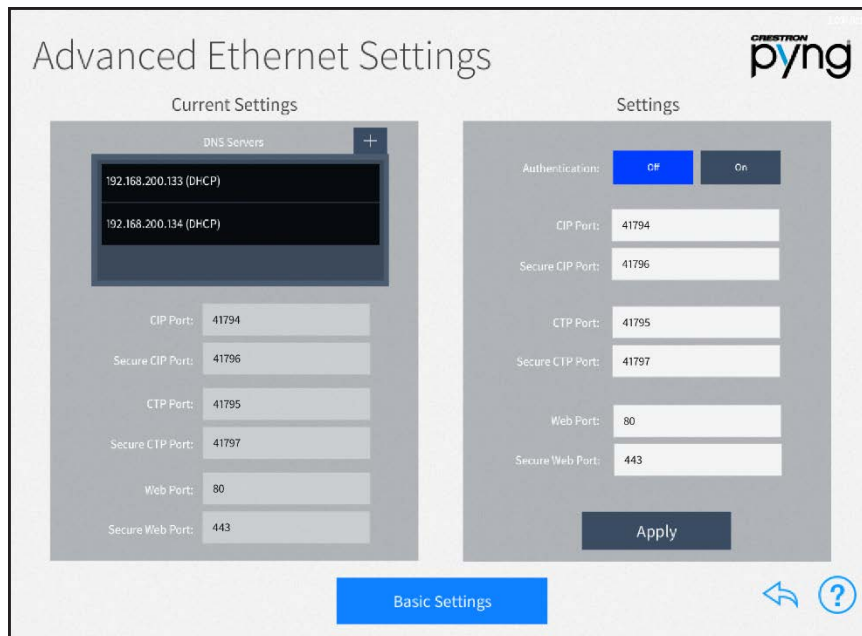 Advanced Ethernet Settings
CRESTRON
pyng
Current Settings
DNS Servers
+
192.168.200.133 (DHCP)
192.168.200.134 (DHCP)
CIP Port: 41794
Secure CIP Port: 41796
CTP Port: 41795
Secure CTP Port: 41797
Web Port: 80
Secure Web Port: 443
Settings
Authentication: Off On
CIP Port: 41794
Secure CIP Port: 41796
CTP Port: 41795
Secure CTP Port: 41797
Web Port: 80
Secure Web Port: 443
Apply
Basic Settings
?